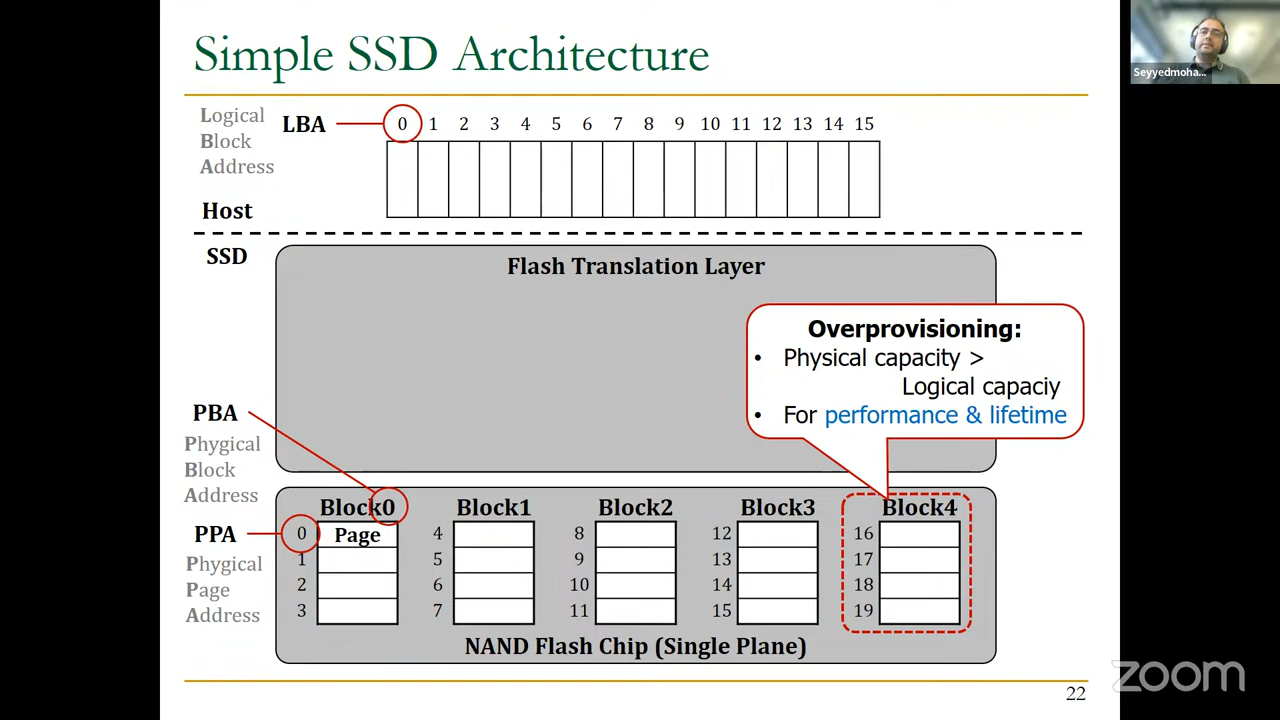 Simple SSD Architecture
Seyyedmoha...
Logical
Block
Address
LBA
0 1 2 3 4 5 6 7 8 9 10 11 12 13 14 15
Host
SSD
Flash Translation Layer
Overprovisioning:
• Physical capacity >
Logical capaciy
• For performance & lifetime
PBA
Phygical
Block
Address
PPA
Phygical
Page
Address
Block0 Block1 Block2 Block3 Block4
0 Page 4 8 12 16
1 5 9 13 17
2 6 10 14 18
3 7 11 15 19
NAND Flash Chip (Single Plane)
zoom
22